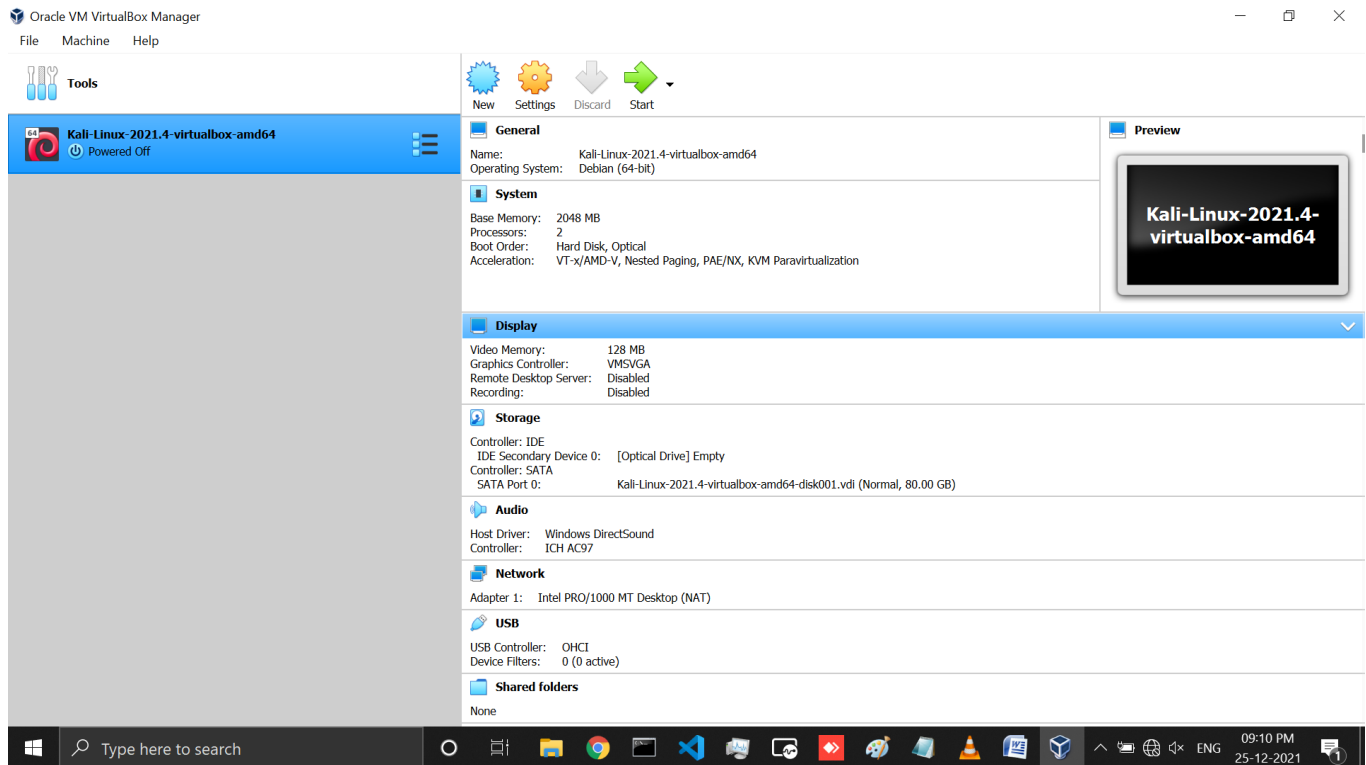 Oracle VM VirtualBox Manager
File Machine Help
Tools
64
Kali-Linux-2021.4-virtualbox-amd64
Powered Off
New Settings Discard Start
General
Name: Kali-Linux-2021.4-virtualbox-amd64
Operating System: Debian (64-bit)
System
Base Memory: 2048 MB
Processors: 2
Boot Order: Hard Disk, Optical
Acceleration: VT-x/AMD-V, Nested Paging, PAE/NX, KVM Paravirtualization
Preview
Kali-Linux-2021.4-
virtualbox-amd64
Display
Video Memory: 128 MB
Graphics Controller: VMSVGA
Remote Desktop Server: Disabled
Recording: Disabled
Storage
Controller: IDE
IDE Secondary Device 0: [Optical Drive] Empty
Controller: SATA
SATA Port 0: Kali-Linux-2021.4-virtualbox-amd64-disk001.vdi (Normal, 80.00 GB)
Audio
Host Driver: Windows DirectSound
Controller: ICH AC97
Network
Adapter 1: Intel PRO/1000 MT Desktop (NAT)
USB
USB Controller: OHCI
Device Filters: 0 (0 active)
Shared folders
None
Type here to search
ENG
09:10 PM
25-12-2021
1